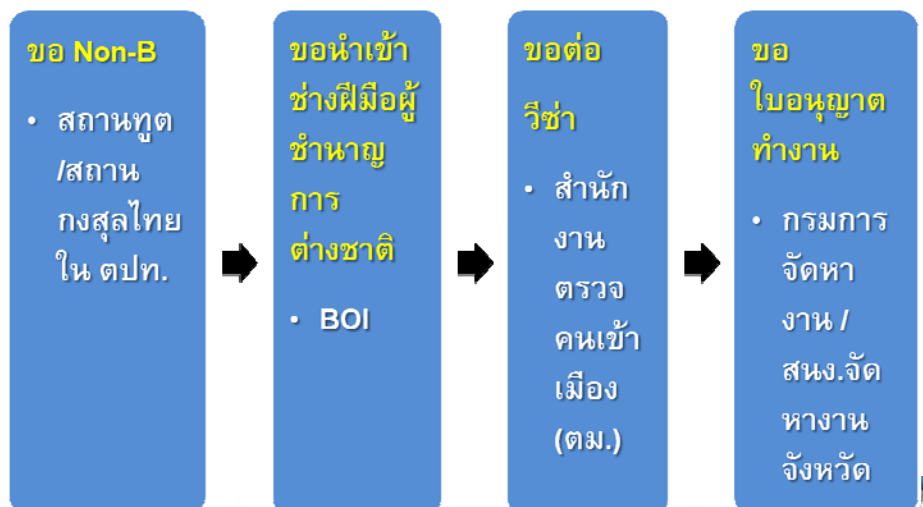 ขอ Non-B
• สถานทูต
/สถาน
กงสุลไทย
ใน ตปท.
ขอนำเข้า
ช่างฝีมือผู้
ชำนาญ
การ
ต่างชาติ
• BOI
ขอต่อ
วีซ่า
• สำนัก
งาน
ตรวจ
คนเข้า
เมือง
(ตม.)
ขอ
ใบอนุญาต
ทำงาน
• กรมการ
จัดหา
งาน /
สนง.จัด
หางาน
จังหวัด